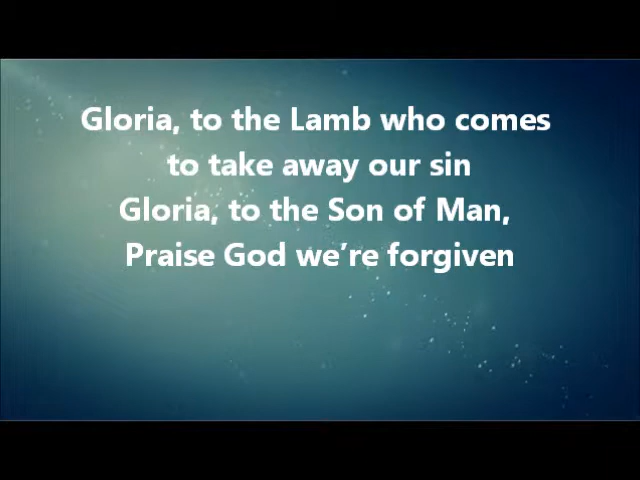 Gloria, to the Lamb who comes
to take away our sin
Gloria, to the Son of Man,
Praise God we’re forgiven